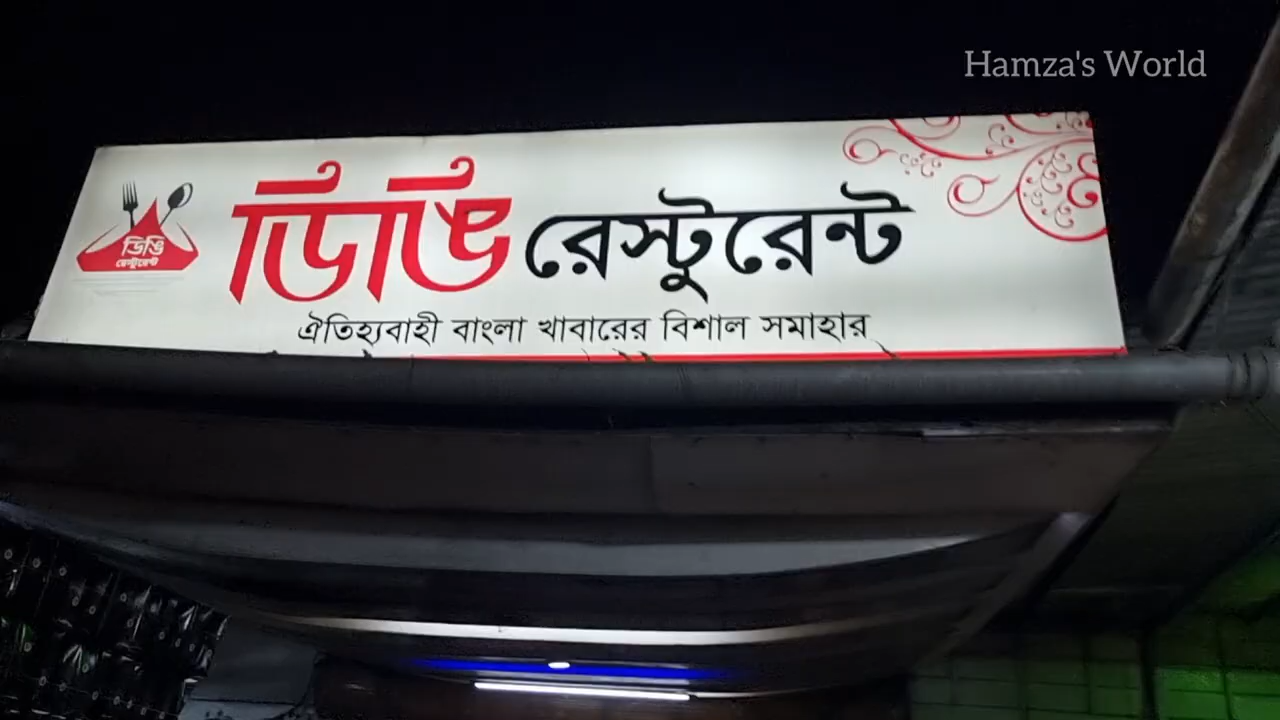 Hamza's World
ডিঙি রেস্টুরেন্ট
ডিঙি
রেস্টুরেন্ট
ঐতিহ্যবাহী বাংলা খাবারের বিশাল সমাহার